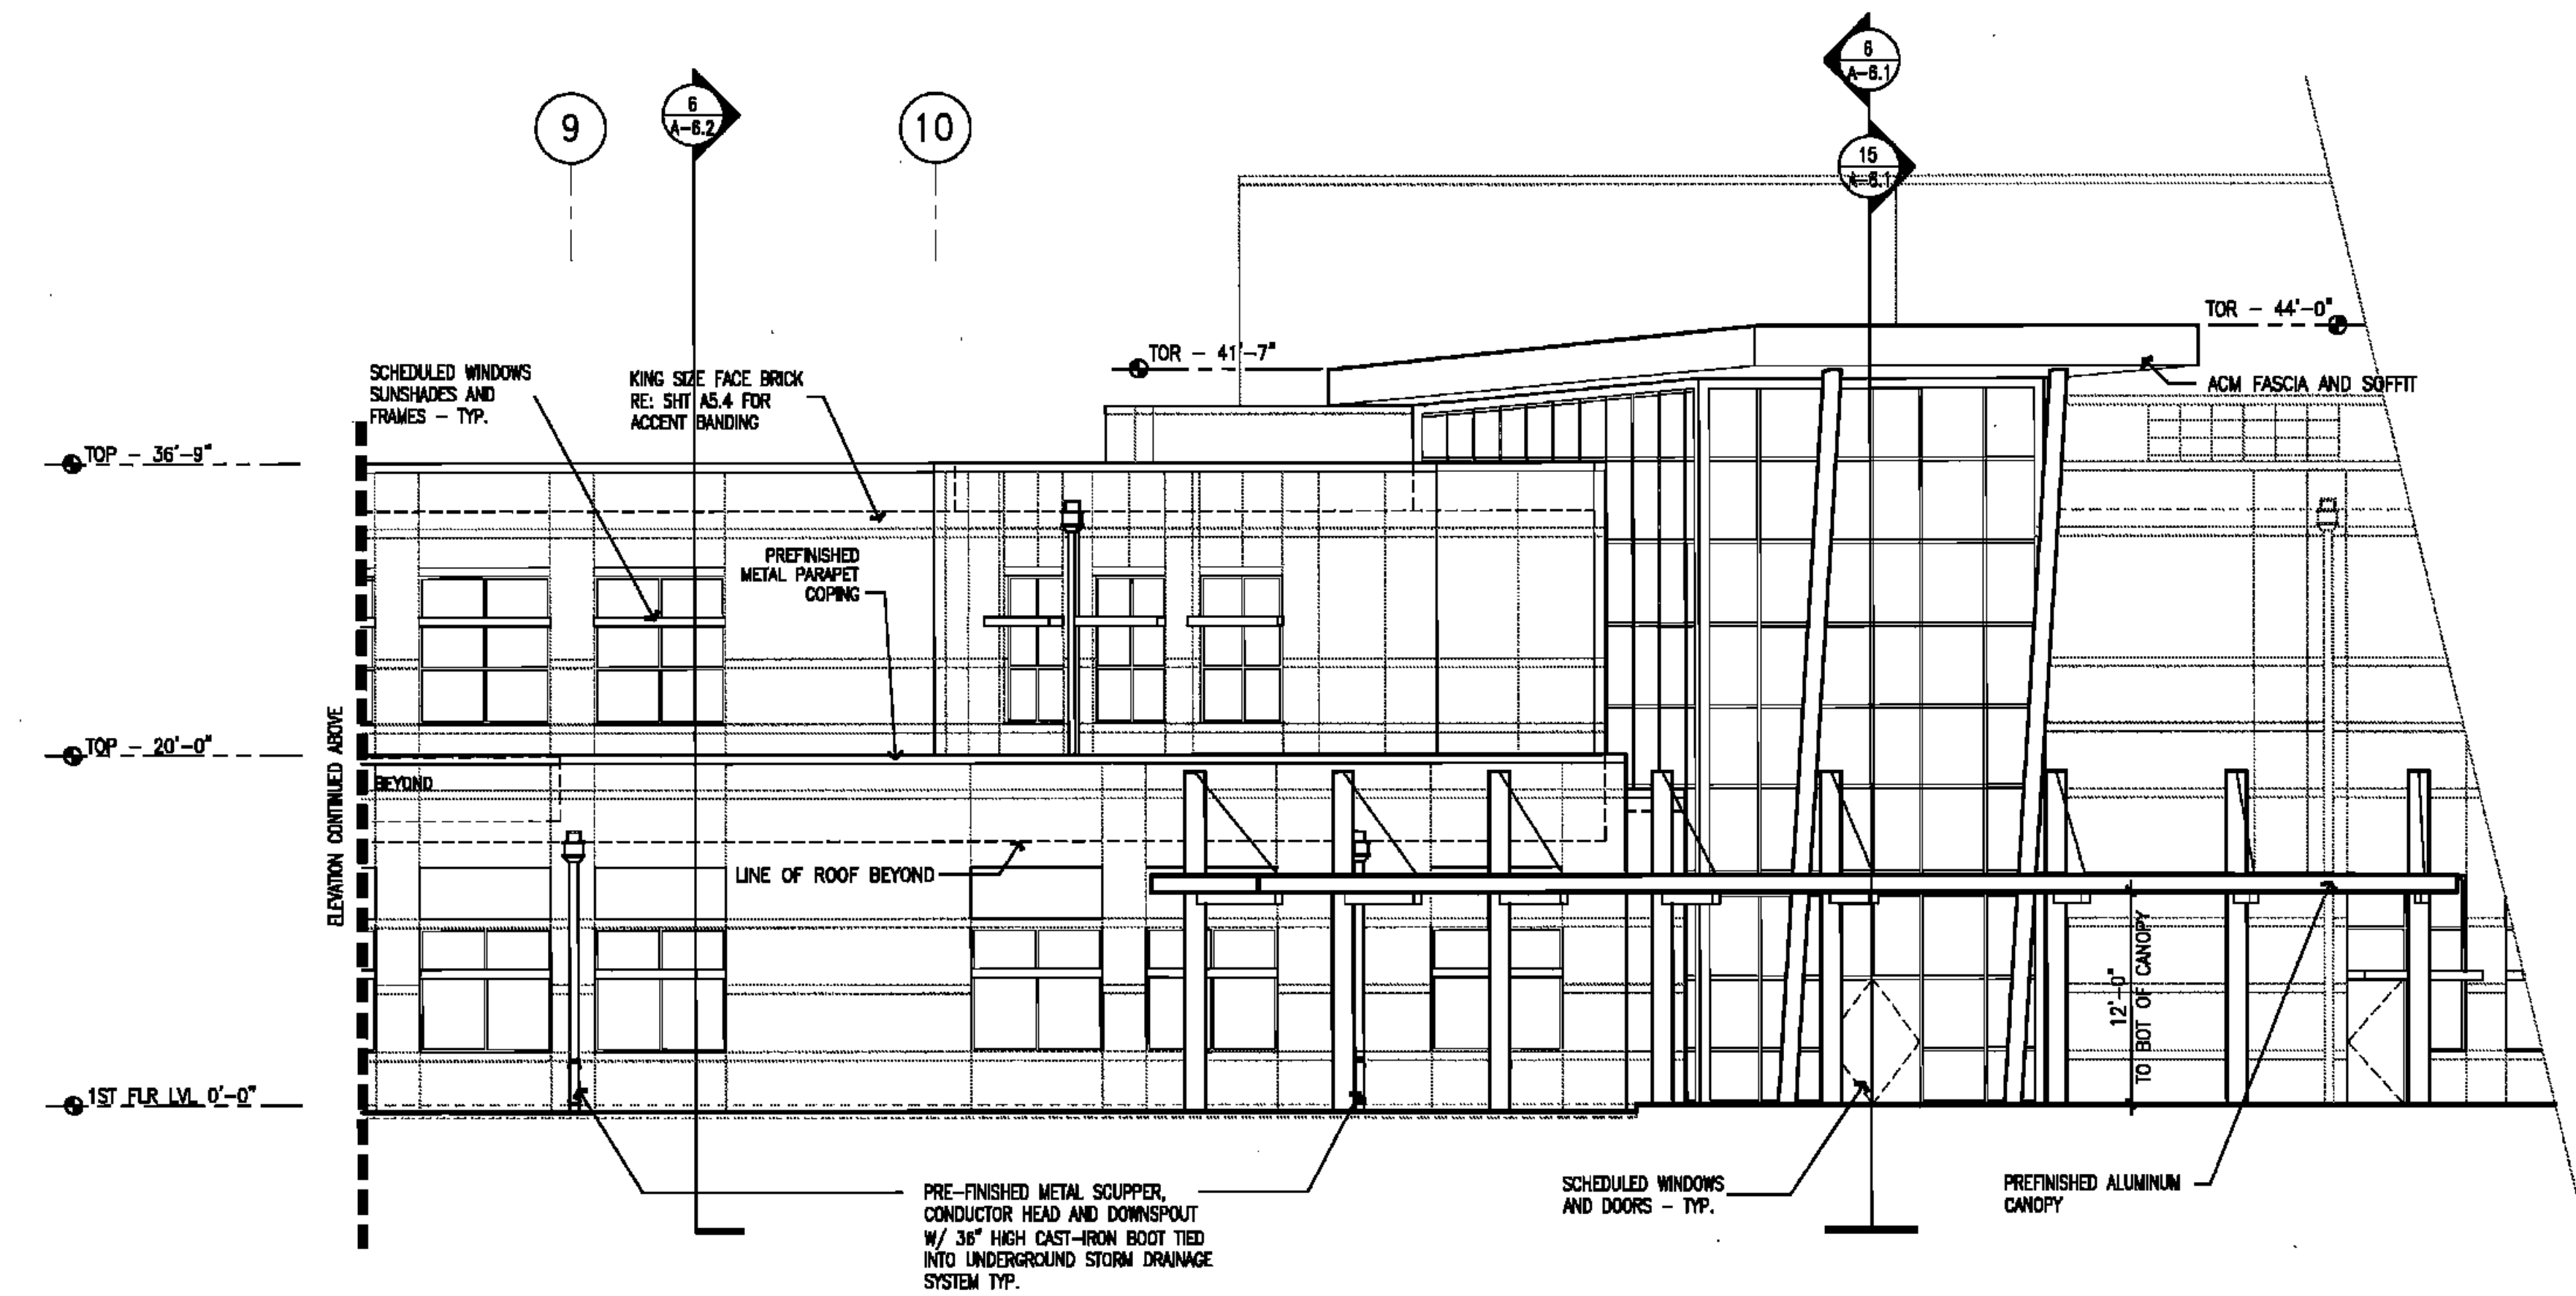 6
A-6.1
9
6
A-6.2
10
15
A-6.1
TOR - 44'-0"
TOR - 41'-7"
SCHEDULED WINDOWS
SUNSHADES AND
FRAMES - TYP.
KING SIZE FACE BRICK
RE: SHT A5.4 FOR
ACCENT BANDING
ACM FASCIA AND SOFFIT
TOP - 36'-9"
PREFINISHED
METAL PARAPET
COPING
TOP - 20'-0"
ELEVATION CONTINUED ABOVE
BEYOND
LINE OF ROOF BEYOND
12'-0"
TO BOT OF CANOPY
1ST FLR LVL 0'-0"
PRE-FINISHED METAL SCUPPER,
CONDUCTOR HEAD AND DOWNSPOUT
W/ 36" HIGH CAST-IRON BOOT TIED
INTO UNDERGROUND STORM DRAINAGE
SYSTEM TYP.
SCHEDULED WINDOWS
AND DOORS - TYP.
PREFINISHED ALUMINUM
CANOPY